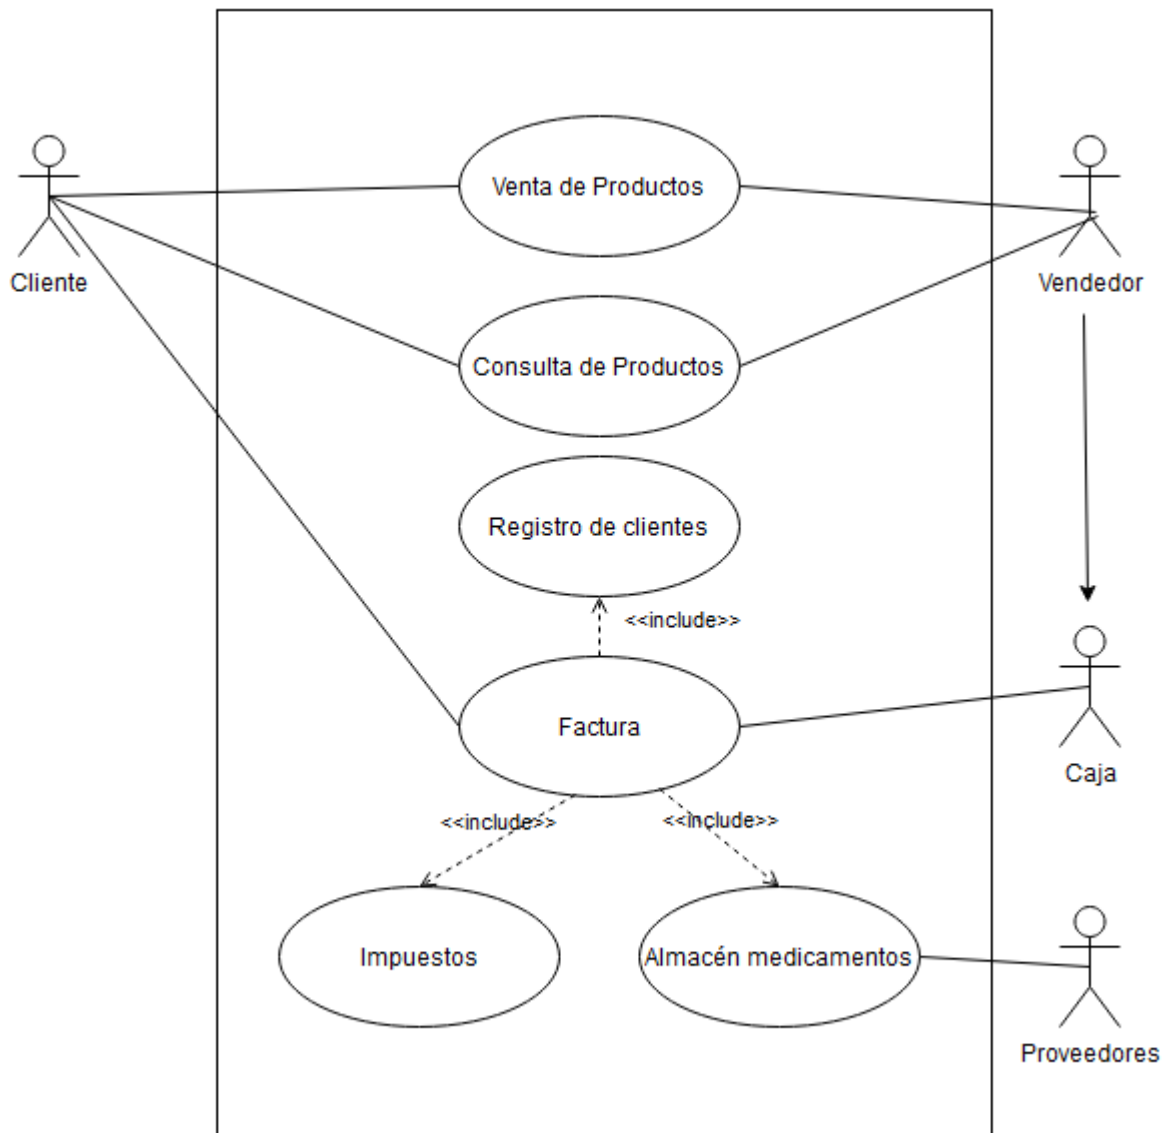 Venta de Productos
Cliente
Vendedor
Consulta de Productos
Registro de clientes
<<include>>
Factura
Caja
<<include>>
<<include>>
Impuestos
Almacén medicamentos
Proveedores